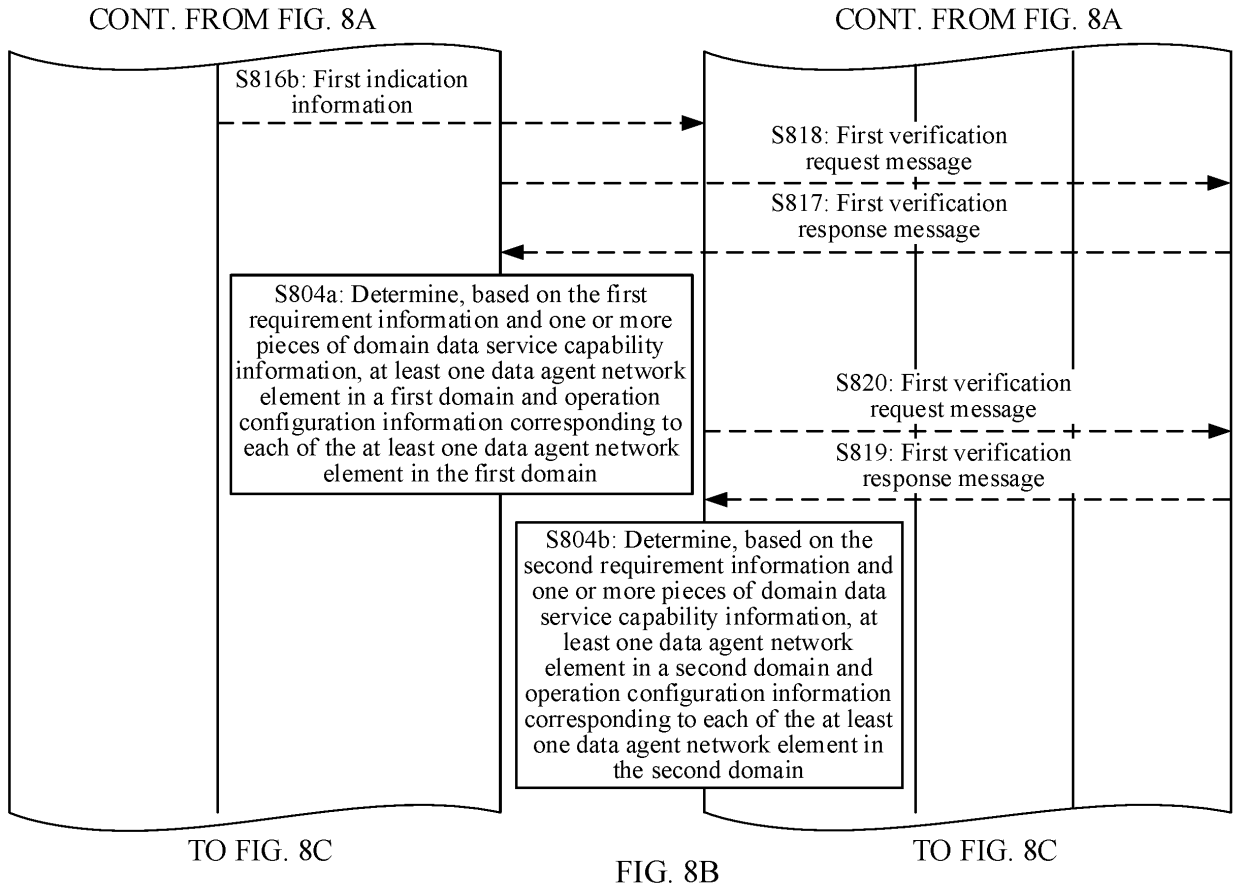 CONT. FROM FIG. 8A
CONT. FROM FIG. 8A
S816b: First indication
information
S818: First verification
request message
S817: First verification
response message
S804a: Determine, based on the first
requirement information and one or more
pieces of domain data service capability
information, at least one data agent network
element in a first domain and operation
configuration information corresponding to
each of the at least one data agent network
element in the first domain
S820: First verification
request message
S819: First verification
response message
S804b: Determine, based on the
second requirement information and
one or more pieces of domain data
service capability information, at
least one data agent network
element in a second domain and
operation configuration information
corresponding to each of the at least
one data agent network element in
the second domain
TO FIG. 8C
TO FIG. 8C
FIG. 8B